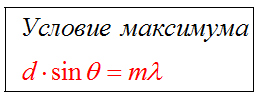 Условие максимума
d · sin θ = mλ